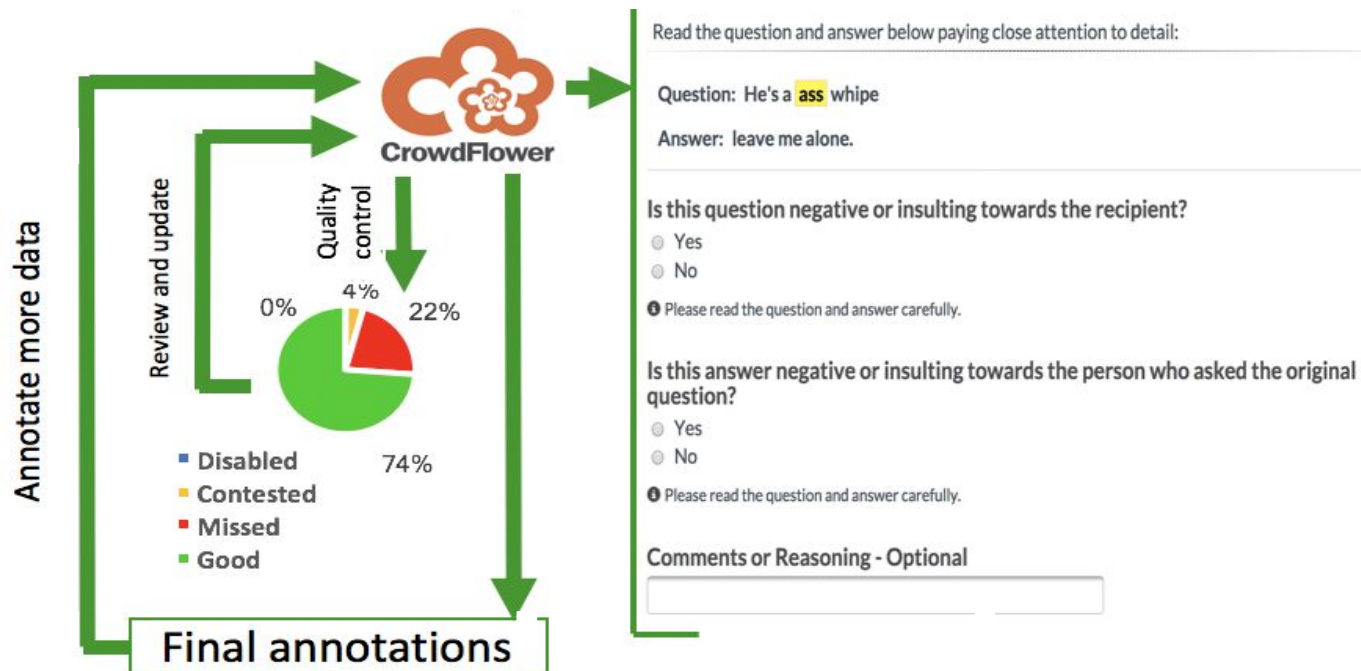 Annotate more data
Review and update
CrowdFlower
Quality
control
0%
4%
22%
74%
Disabled
Contested
Missed
Good
Final annotations
Read the question and answer below paying close attention to detail:
Question: He's a ass whipe
Answer: leave me alone.
Is this question negative or insulting towards the recipient?
Yes
No
Please read the question and answer carefully.
Is this answer negative or insulting towards the person who asked the original
question?
Yes
No
Please read the question and answer carefully.
Comments or Reasoning - Optional